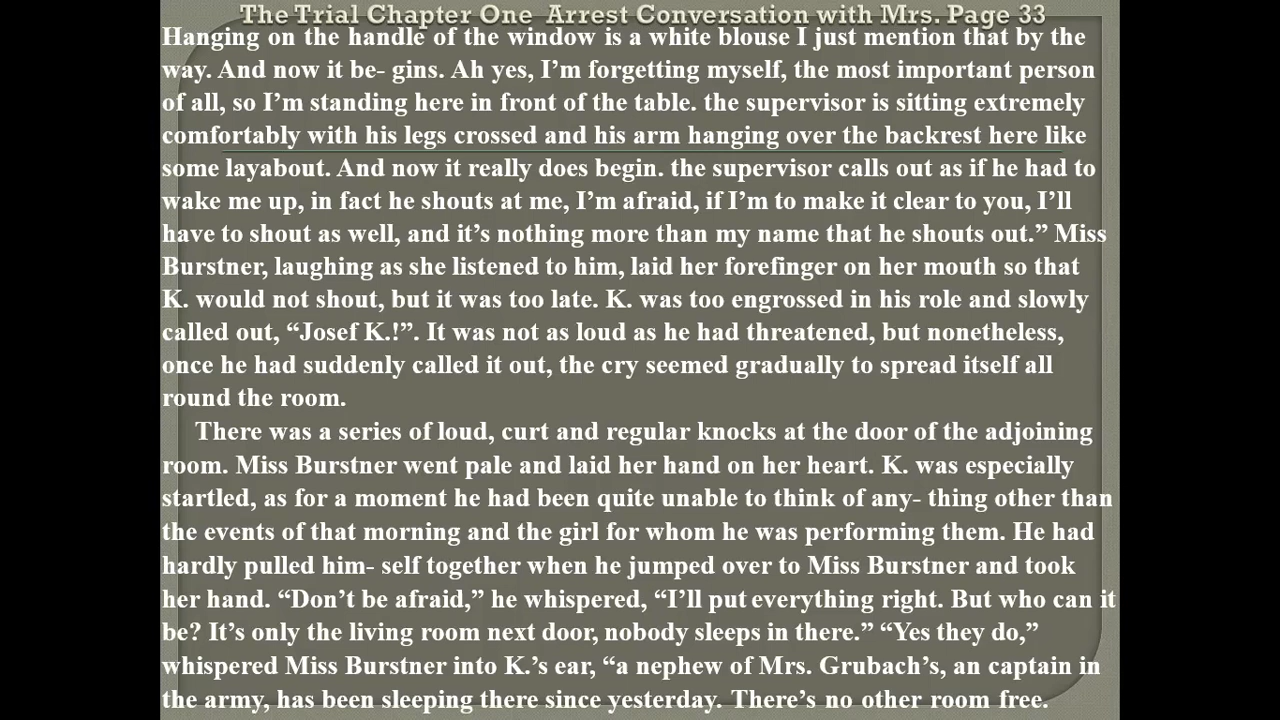 The Trial Chapter One  Arrest Conversation with Mrs. Page 33
Hanging on the handle of the window is a white blouse I just mention that by the
way. And now it be- gins. Ah yes, I’m forgetting myself, the most important person
of all, so I’m standing here in front of the table. the supervisor is sitting extremely
comfortably with his legs crossed and his arm hanging over the backrest here like
some layabout. And now it really does begin. the supervisor calls out as if he had to
wake me up, in fact he shouts at me, I’m afraid, if I’m to make it clear to you, I’ll
have to shout as well, and it’s nothing more than my name that he shouts out.” Miss
Burstner, laughing as she listened to him, laid her forefinger on her mouth so that
K. would not shout, but it was too late. K. was too engrossed in his role and slowly
called out, “Josef K.!”. It was not as loud as he had threatened, but nonetheless,
once he had suddenly called it out, the cry seemed gradually to spread itself all
round the room.
There was a series of loud, curt and regular knocks at the door of the adjoining
room. Miss Burstner went pale and laid her hand on her heart. K. was especially
startled, as for a moment he had been quite unable to think of any- thing other than
the events of that morning and the girl for whom he was performing them. He had
hardly pulled him- self together when he jumped over to Miss Burstner and took
her hand. “Don’t be afraid,” he whispered, “I’ll put everything right. But who can it
be? It’s only the living room next door, nobody sleeps in there.” “Yes they do,”
whispered Miss Burstner into K.’s ear, “a nephew of Mrs. Grubach’s, an captain in
the army, has been sleeping there since yesterday. There’s no other room free.